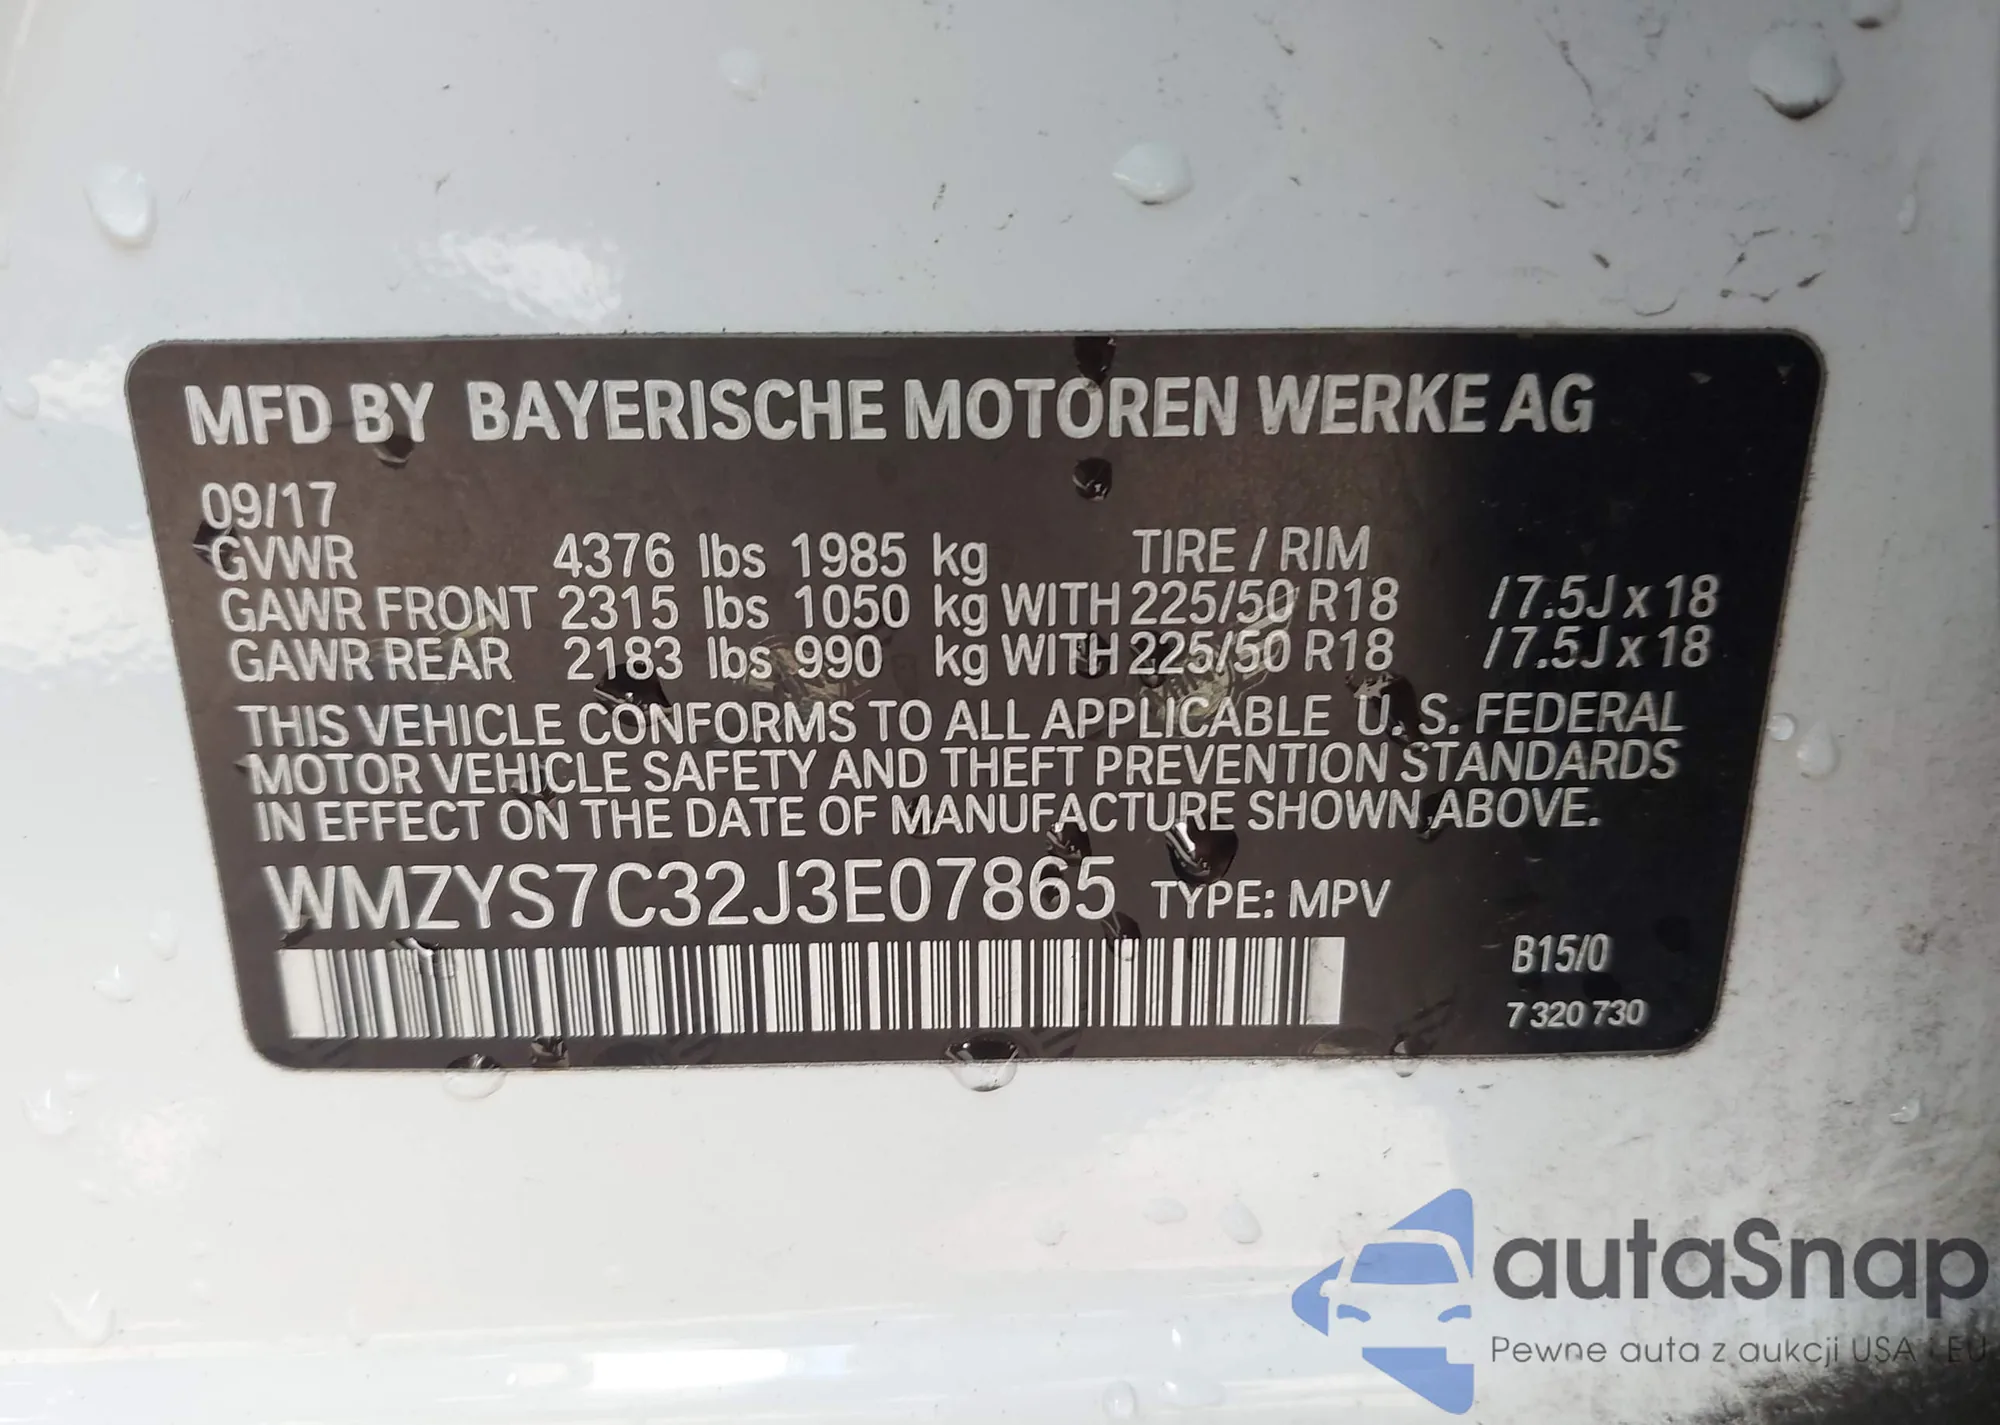 MFD BY BAYERISCHE MOTOREN WERKE AG
09/17
GVWR 4376 lbs 1985 kg TIRE / RIM
GAWR FRONT 2315 lbs 1050 kg WITH 225/50 R18 / 7.5J x 18
GAWR REAR 2183 lbs 990 kg WITH 225/50 R18 / 7.5J x 18
THIS VEHICLE CONFORMS TO ALL APPLICABLE U. S. FEDERAL
MOTOR VEHICLE SAFETY AND THEFT PREVENTION STANDARDS
IN EFFECT ON THE DATE OF MANUFACTURE SHOWN ABOVE.
WMZYS7C32J3E07865 TYPE: MPV
B15/0
7 320 730
autaSnap
Pewne auta z aukcji USA i EU